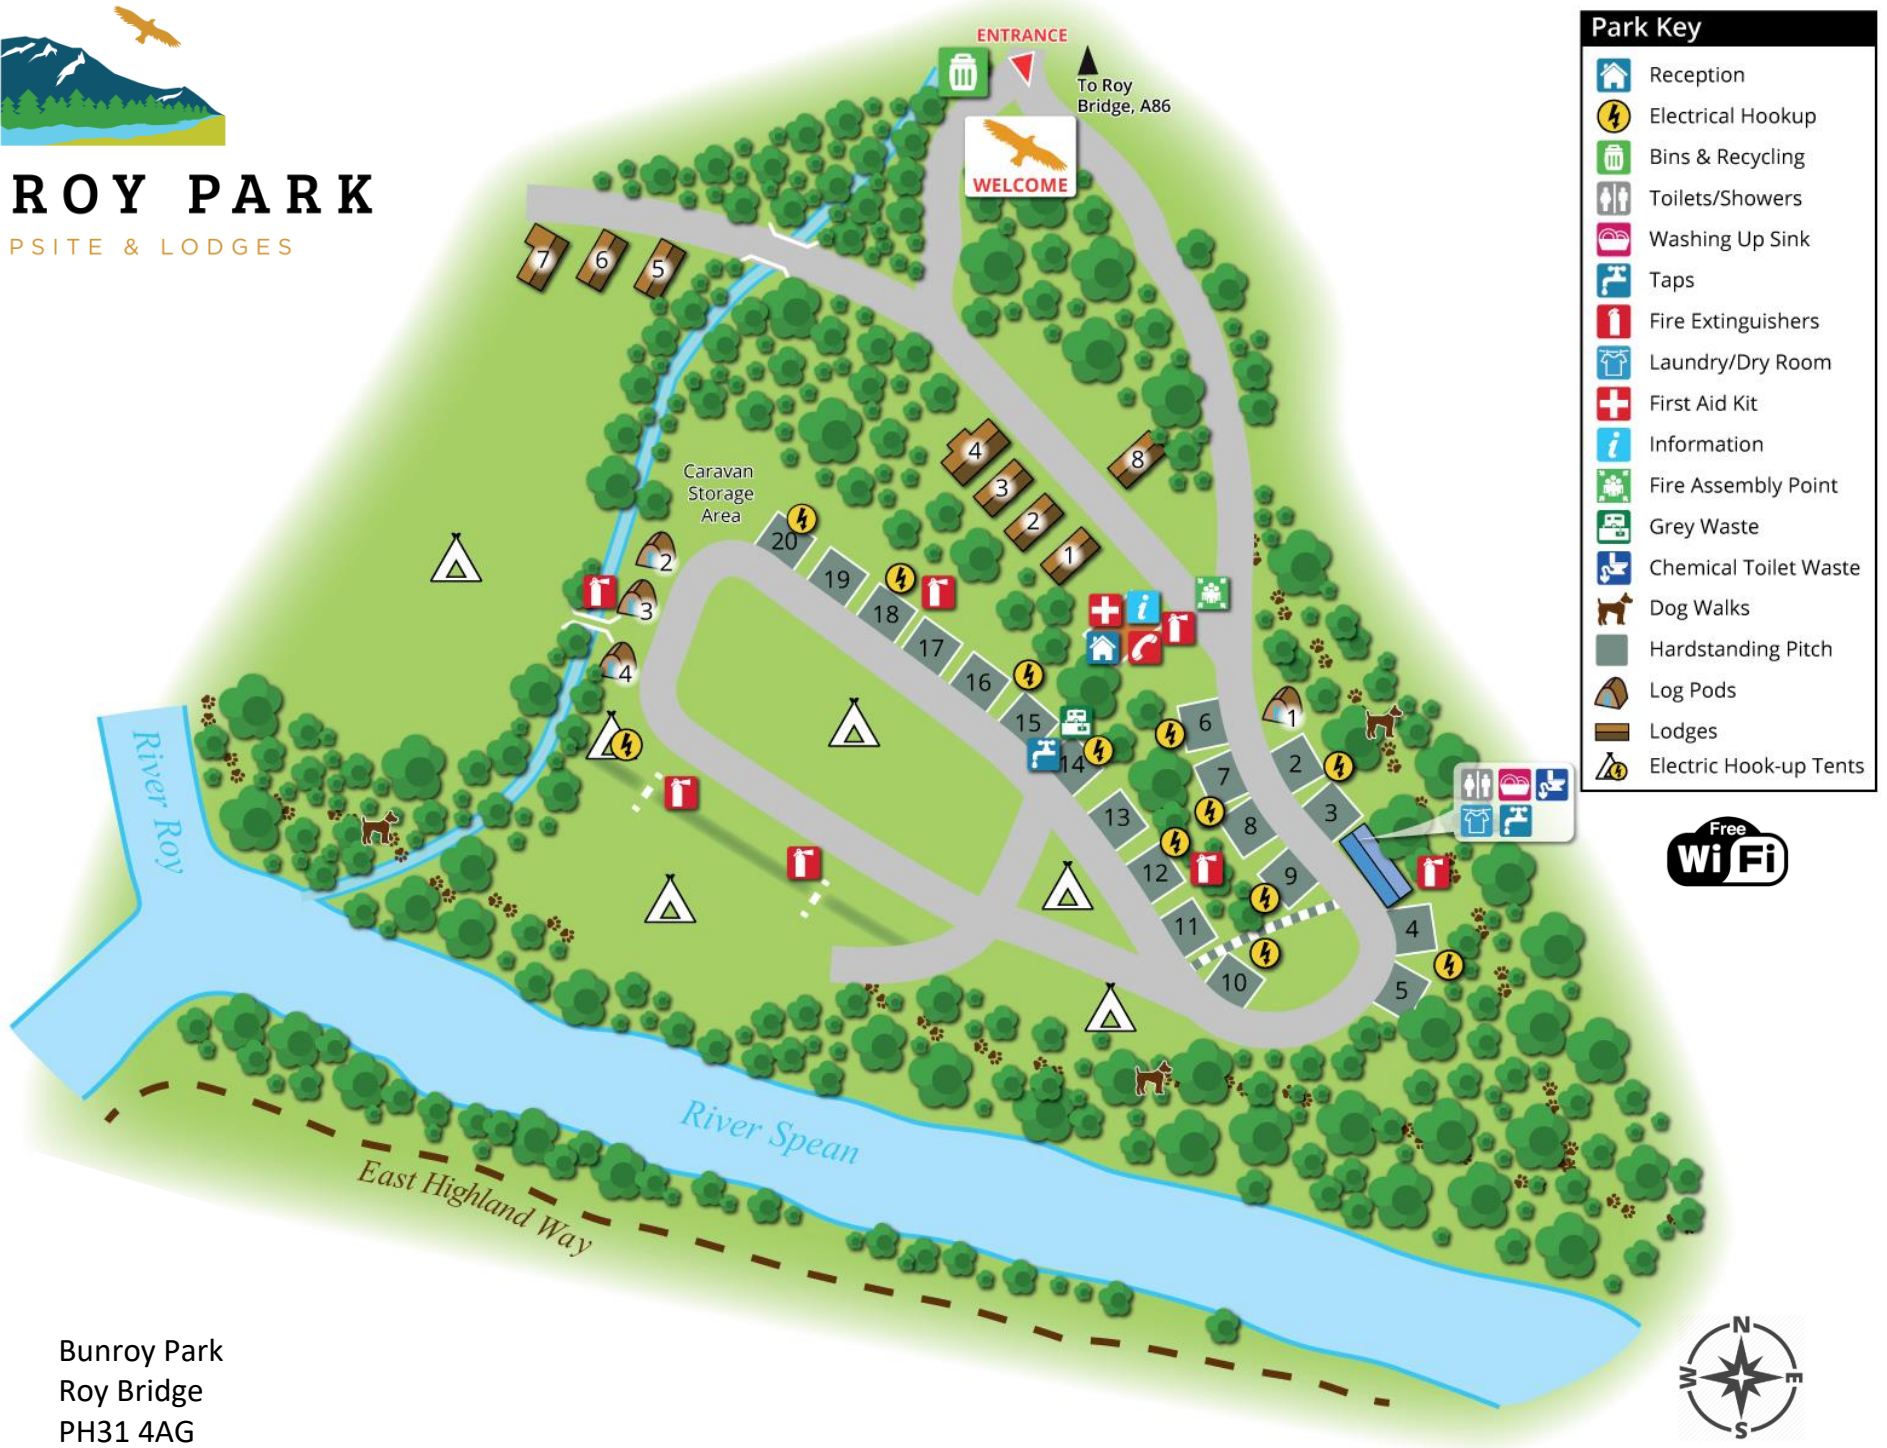 ROY PARK
PSITE & LODGES
ENTRANCE
To Roy
Bridge, A86
WELCOME
7
6
5
4
3
2
1
8
Caravan
Storage
Area
2
3
4
1
20
19
18
17
16
15
14
13
12
11
10
6
7
8
9
2
3
4
5
River Roy
River Spean
East Highland Way
Park Key
Reception
Electrical Hookup
Bins & Recycling
Toilets/Showers
Washing Up Sink
Taps
Fire Extinguishers
Laundry/Dry Room
First Aid Kit
Information
Fire Assembly Point
Grey Waste
Chemical Toilet Waste
Dog Walks
Hardstanding Pitch
Log Pods
Lodges
Electric Hook-up Tents
Free
Wi Fi
Bunroy Park
Roy Bridge
PH31 4AG
N
W
E
S